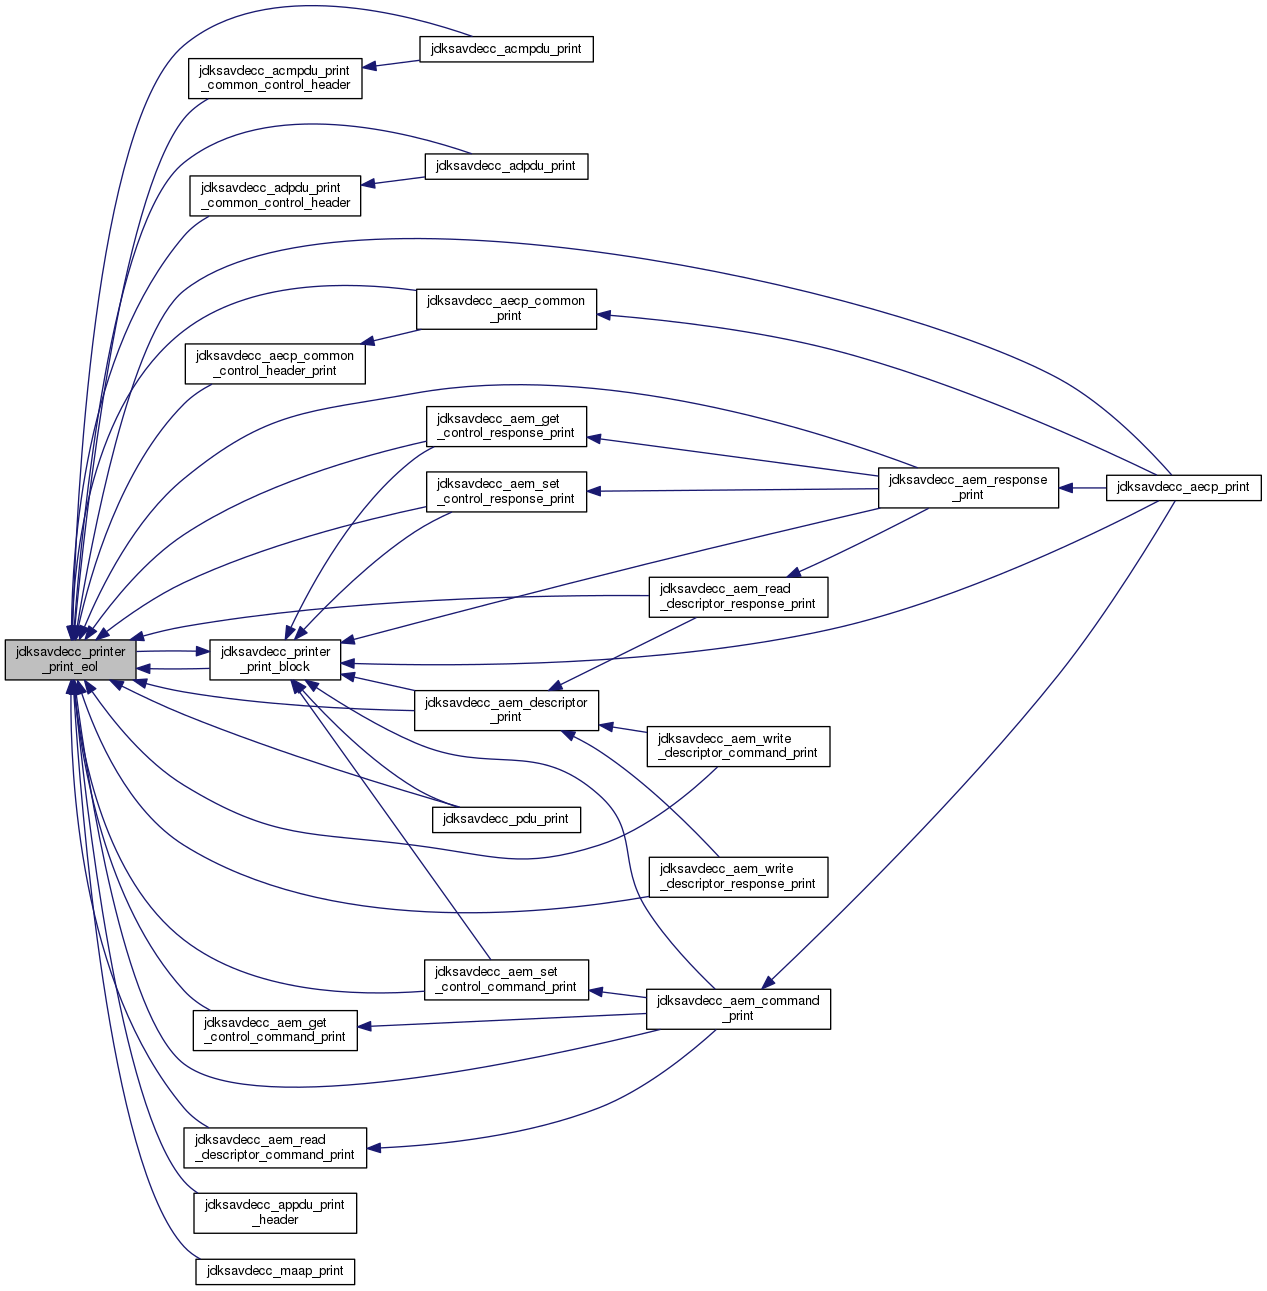 jdksavdecc_acmpdu_print
jdksavdecc_acmpdu_print
_common_control_header
jdksavdecc_adpdu_print
jdksavdecc_adpdu_print
_common_control_header
jdksavdecc_aecp_common
_print
jdksavdecc_aecp_common
_control_header_print
jdksavdecc_aem_get
_control_response_print
jdksavdecc_aem_response
_print
jdksavdecc_aecp_print
jdksavdecc_aem_set
_control_response_print
jdksavdecc_aem_read
_descriptor_response_print
jdksavdecc_printer
_print_eol
jdksavdecc_printer
_print_block
jdksavdecc_aem_descriptor
_print
jdksavdecc_aem_write
_descriptor_command_print
jdksavdecc_pdu_print
jdksavdecc_aem_write
_descriptor_response_print
jdksavdecc_aem_set
_control_command_print
jdksavdecc_aem_command
_print
jdksavdecc_aem_get
_control_command_print
jdksavdecc_aem_read
_descriptor_command_print
jdksavdecc_appdu_print
_header
jdksavdecc_maap_print